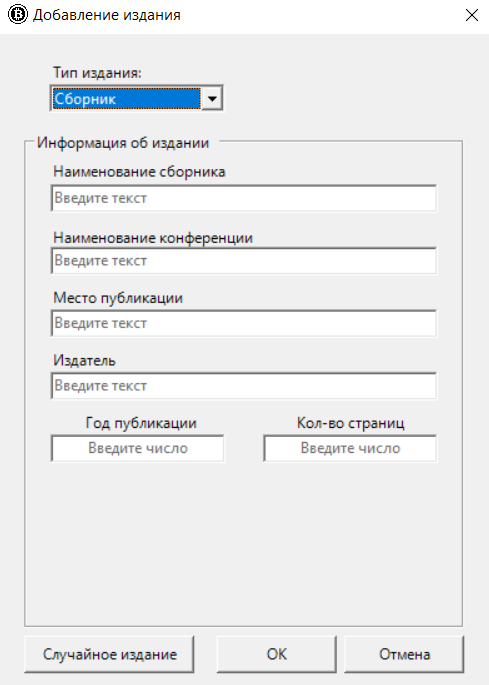 Добавление издания
Тип издания:
Сборник
Информация об издании
Наименование сборника
Введите текст
Наименование конференции
Введите текст
Место публикации
Введите текст
Издатель
Введите текст
Год публикации Кол-во страниц
Введите число Введите число
Случайное издание OK Отмена